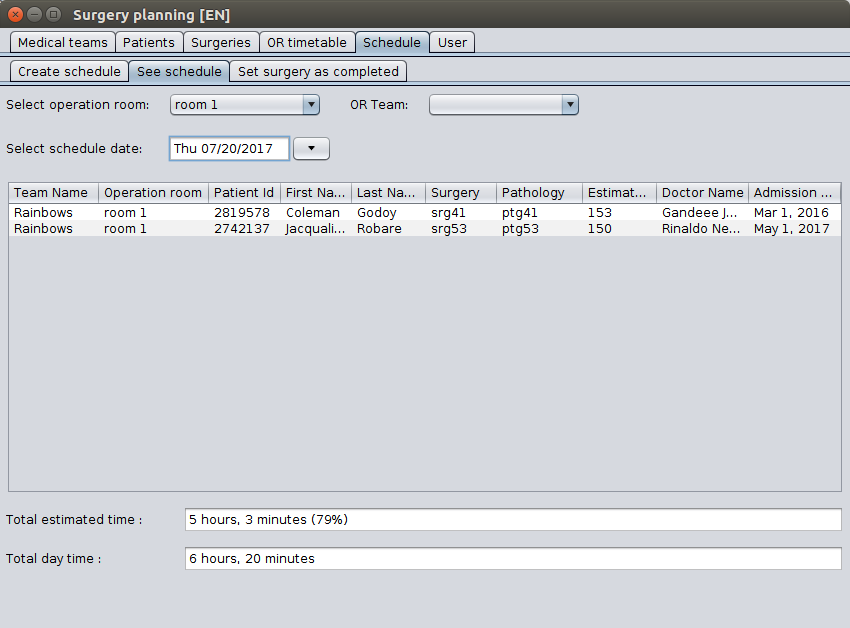 Surgery planning [EN]
Medical teams Patients Surgeries OR timetable Schedule User
Create schedule See schedule Set surgery as completed
Select operation room: room 1 OR Team:
Select schedule date: Thu 07/20/2017
Team Name Operation room Patient Id First Na... Last Na... Surgery Pathology Estimat... Doctor Name Admission ...
Rainbows room 1 2819578 Coleman Godoy srg41 ptg41 153 Gandeee J... Mar 1, 2016
Rainbows room 1 2742137 Jacquali... Robare srg53 ptg53 150 Rinaldo Ne... May 1, 2017
Total estimated time : 5 hours, 3 minutes (79%)
Total day time : 6 hours, 20 minutes